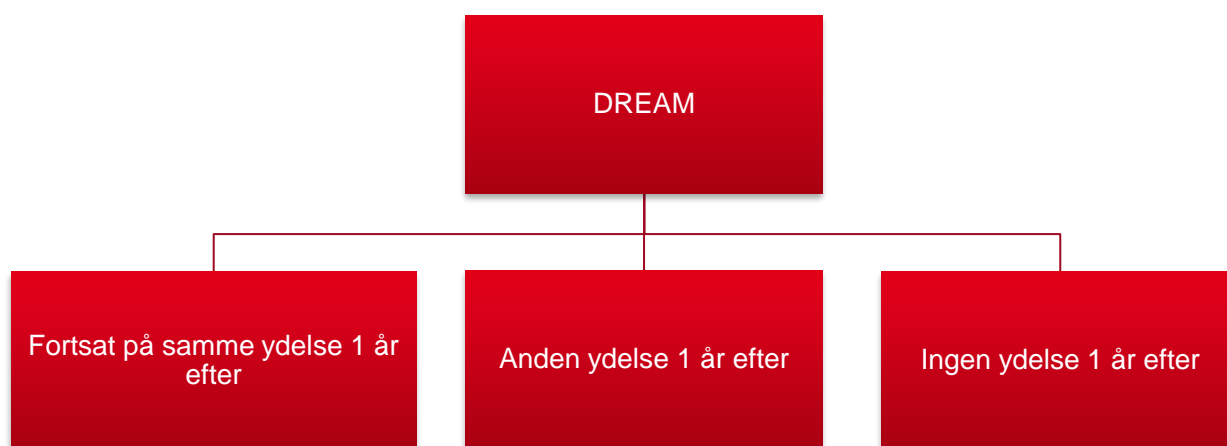 DREAM
Fortsat på samme ydelse 1 år
efter
Anden ydelse 1 år efter
Ingen ydelse 1 år efter